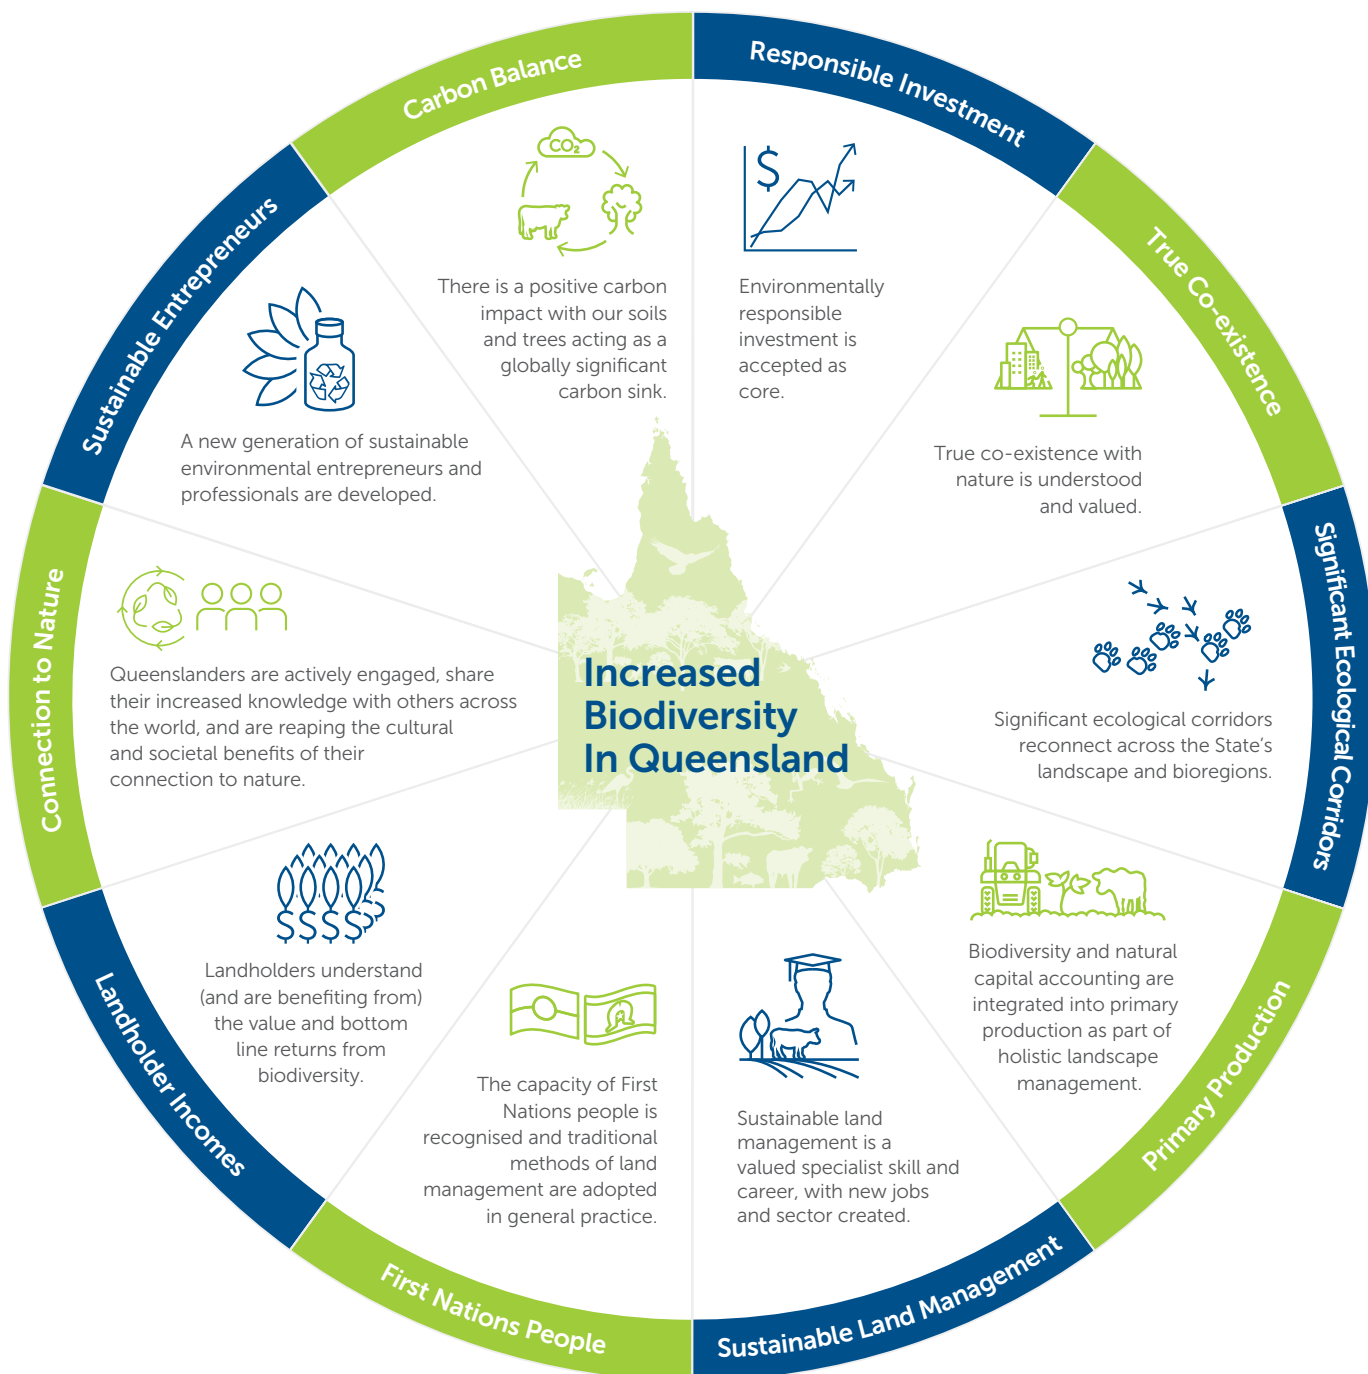 Responsible Investment
$
Environmentally
responsible
investment is
accepted as
core.
True Co-existence
True co-existence with
nature is understood
and valued.
Significant Ecological Corridors
Significant ecological corridors
reconnect across the State's
landscape and bioregions.
Primary Production
Biodiversity and natural
capital accounting are
integrated into primary
production as part of
holistic landscape
management.
Sustainable Land Management
Sustainable land
management is a
valued specialist skill and
career, with new jobs
and sector created.
First Nations People
The capacity of First
Nations people is
recognised and traditional
methods of land
management are adopted
in general practice.
Landholder Incomes
$ $ $ $ $ $
Landholders understand
(and are benefiting from)
the value and bottom
line returns from
biodiversity.
Connection to Nature
Queenslanders are actively engaged, share
their increased knowledge with others across
the world, and are reaping the cultural
and societal benefits of their
connection to nature.
Sustainable Entrepreneurs
A new generation of sustainable
environmental entrepreneurs and
professionals are developed.
Carbon Balance
CO₂
There is a positive carbon
impact with our soils
and trees acting as a
globally significant
carbon sink.
Increased
Biodiversity
In Queensland